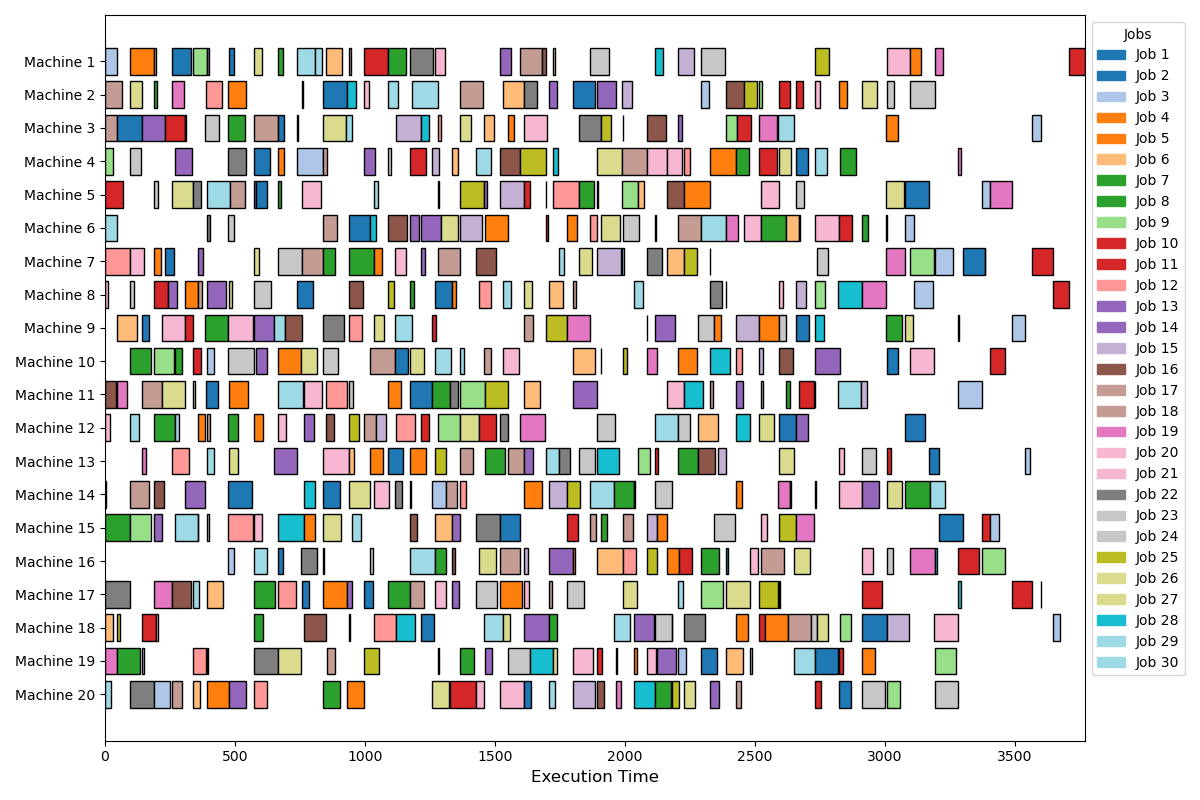 Machine 1
Machine 2
Machine 3
Machine 4
Machine 5
Machine 6
Machine 7
Machine 8
Machine 9
Machine 10
Machine 11
Machine 12
Machine 13
Machine 14
Machine 15
Machine 16
Machine 17
Machine 18
Machine 19
Machine 20
0 500 1000 1500 2000 2500 3000 3500
Execution Time
Jobs
Job 1
Job 2
Job 3
Job 4
Job 5
Job 6
Job 7
Job 8
Job 9
Job 10
Job 11
Job 12
Job 13
Job 14
Job 15
Job 16
Job 17
Job 18
Job 19
Job 20
Job 21
Job 22
Job 23
Job 24
Job 25
Job 26
Job 27
Job 28
Job 29
Job 30